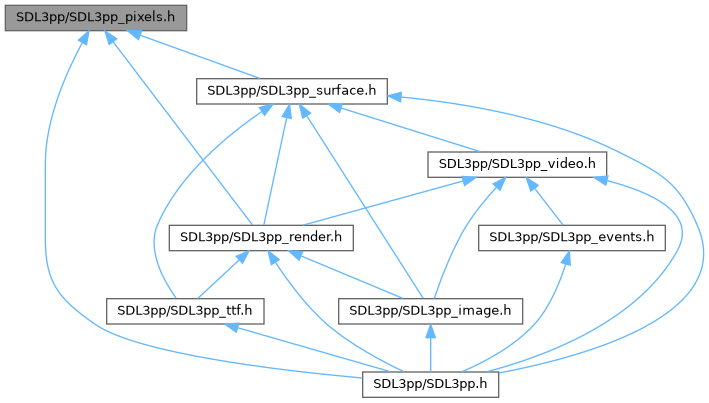 SDL3pp/SDL3pp_pixels.h
SDL3pp/SDL3pp_surface.h
SDL3pp/SDL3pp_video.h
SDL3pp/SDL3pp_render.h
SDL3pp/SDL3pp_events.h
SDL3pp/SDL3pp_ttf.h
SDL3pp/SDL3pp_image.h
SDL3pp/SDL3pp.h